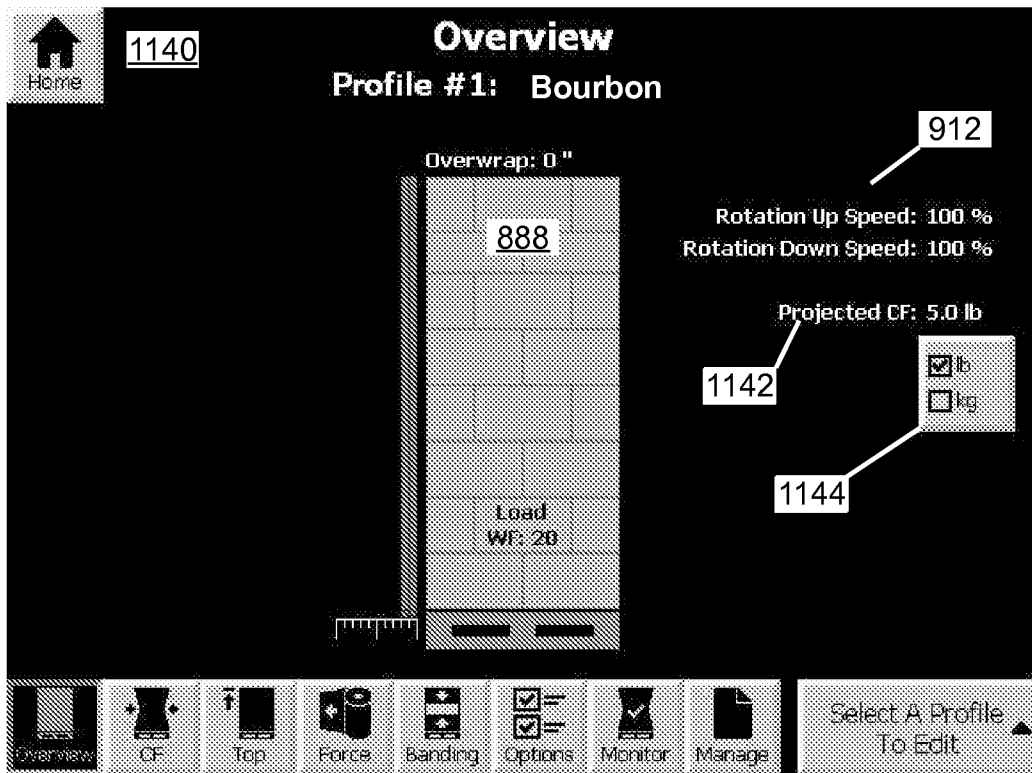 Home
1140
Overview
Profile #1: Bourbon
912
Overwrap: 0 "
888
Rotation Up Speed: 100 %
Rotation Down Speed: 100 %
Projected CF: 5.0 lb
1142
lb
kg
1144
Load
WF: 20
Overview
CF
Top
Force
Banding
Options
Monitor
Manage
Select A Profile
To Edit